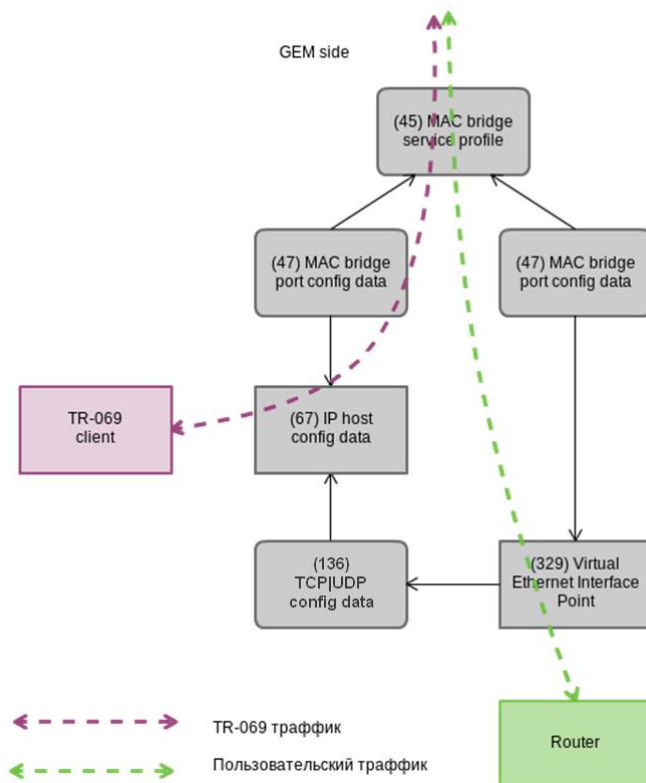 GEM side
(45) MAC bridge
service profile
(47) MAC bridge
port config data
(47) MAC bridge
port config data
TR-069
client
(67) IP host
config data
(136)
TCP|UDP
config data
(329) Virtual
Ethernet Interface
Point
TR-069 траффик
Пользовательский траффик
Router